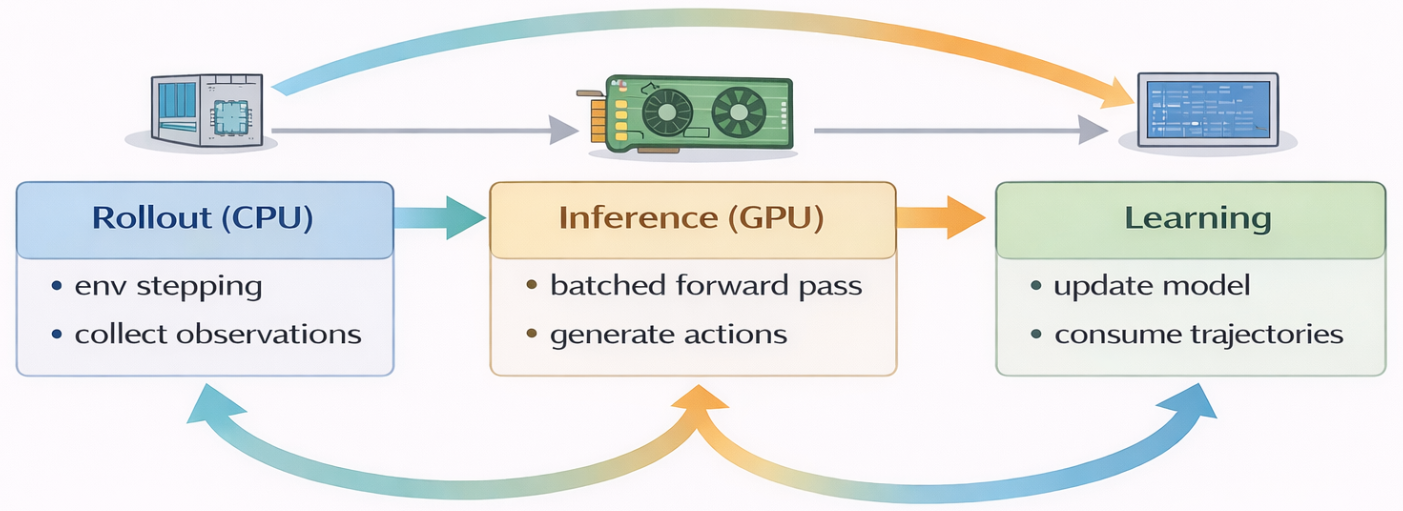 Rollout (CPU)
• env stepping
• collect observations
Inference (GPU)
• batched forward pass
• generate actions
Learning
• update model
• consume trajectories